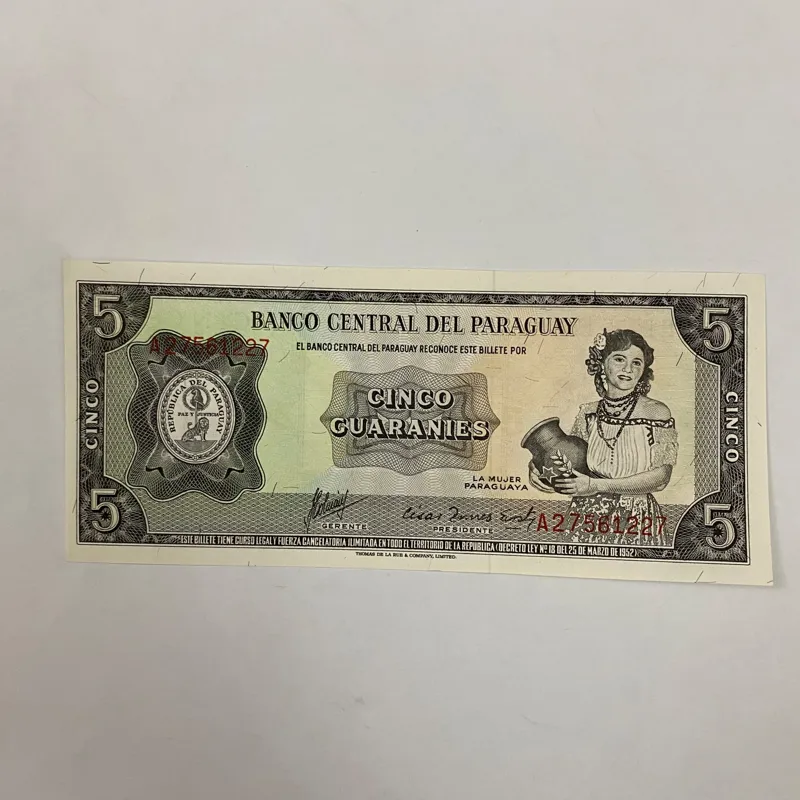 5
5
BANCO CENTRAL DEL PARAGUAY
A27561227
EL BANCO CENTRAL DEL PARAGUAY RECONOCE ESTE BILLETE POR
REPUBLICA DEL PARAGUAY
PAZ Y JUSTICIA
CINCO
GUARANIES
CINCO
CINCO
LA MUJER
PARAGUAYA
GERENTE
PRESIDENTE
A27561227
5
5
ESTE BILLETE TIENE CURSO LEGAL Y FUERZA CANCELATORIA ILIMITADA EN TODO EL TERRITORIO DE LA REPUBLICA (DECRETO LEY Nº 18 DEL 25 DE MARZO DE 1952)
THOMAS DE LA RUE & COMPANY, LIMITED.